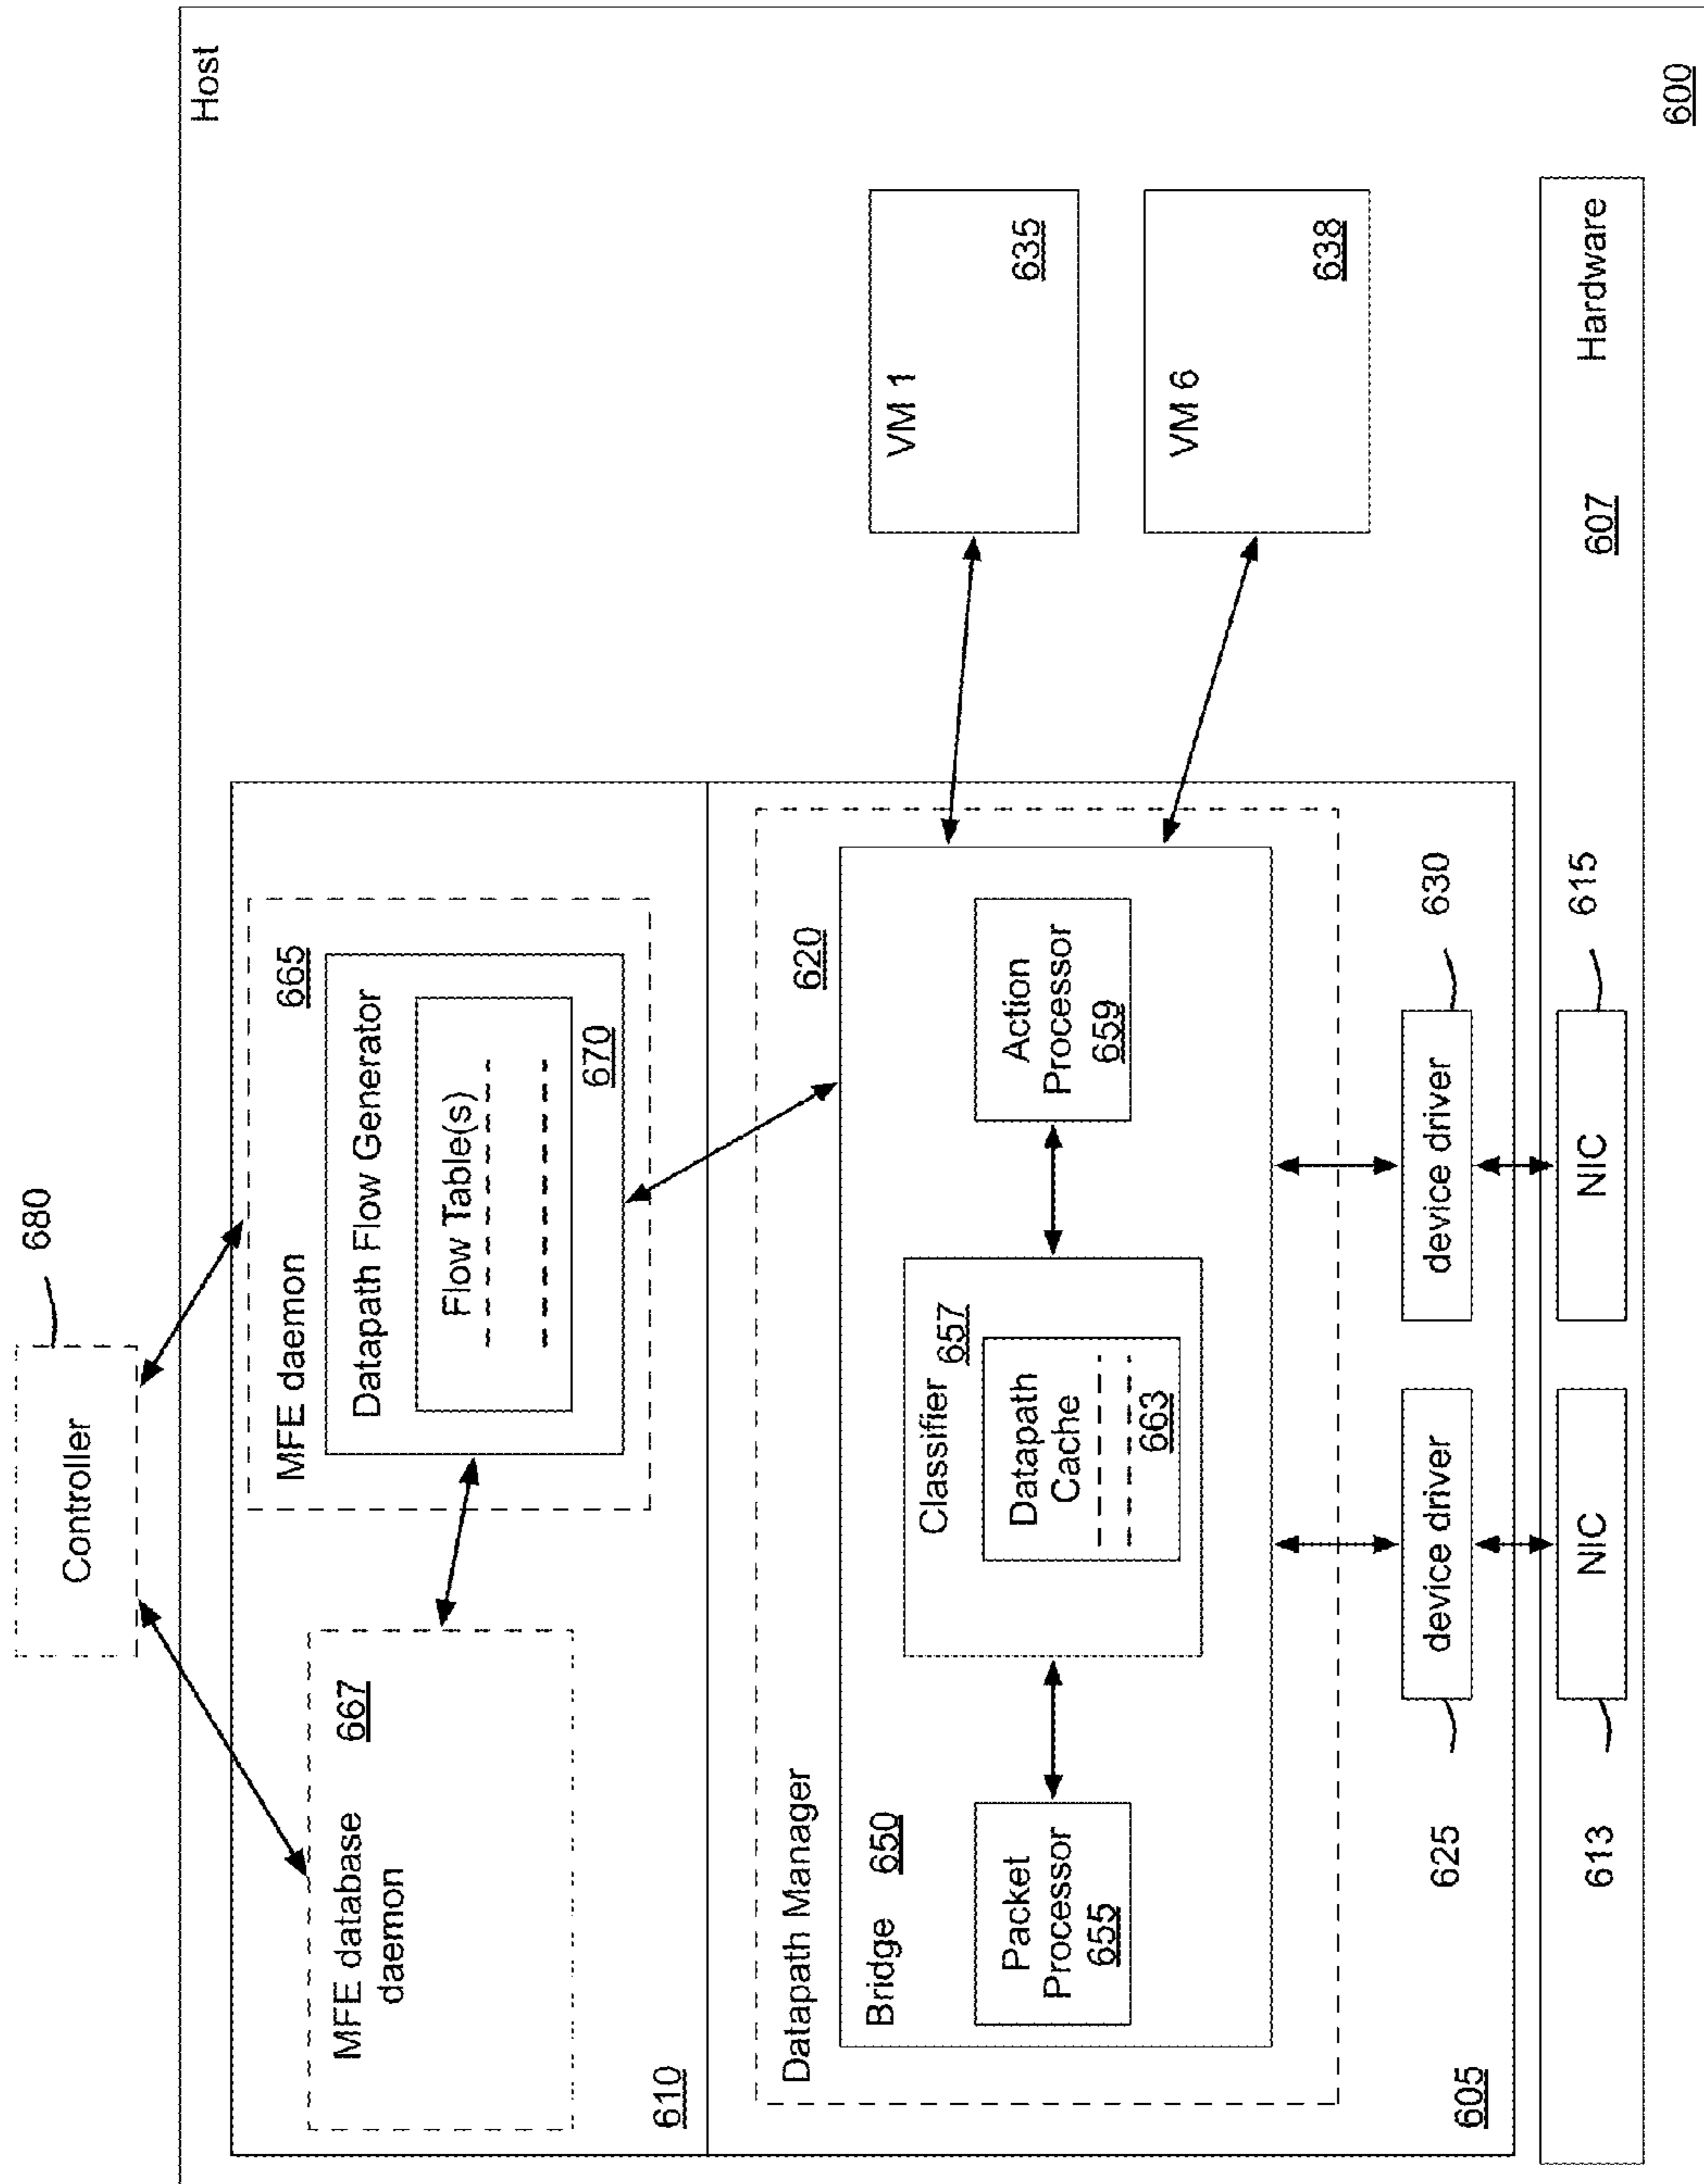 Controller
680
Host
MFE database
daemon
667
MFE daemon
665
Datapath Flow Generator
Flow Table(s)
670
610
Datapath Manager
620
Bridge
650
Packet
Processor
655
Classifier
657
Datapath
Cache
663
Action
Processor
659
VM 1
635
VM 6
638
605
625
device driver
device driver
630
613
NIC
NIC
615
607
Hardware
600